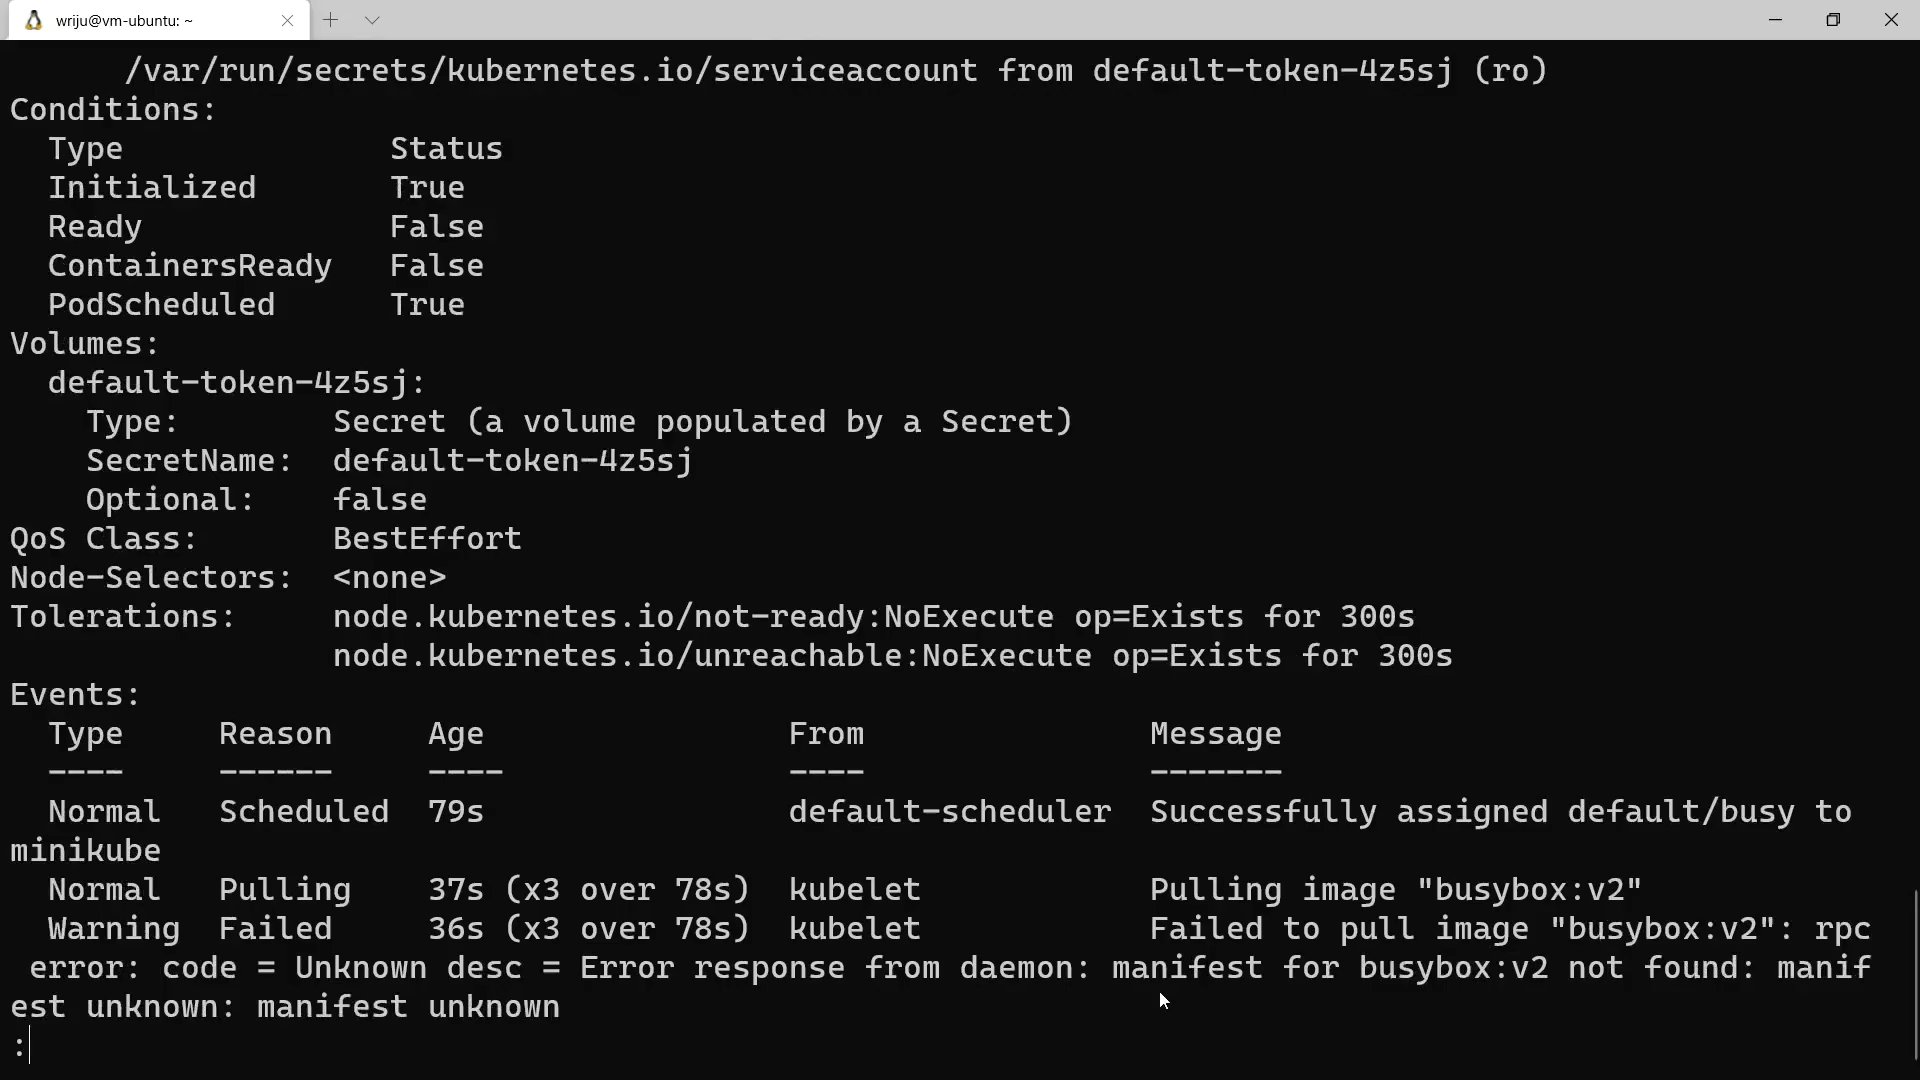 wriju@vm-ubuntu: ~
/var/run/secrets/kubernetes.io/serviceaccount from default-token-4z5sj (ro)
Conditions:
  Type              Status
  Initialized       True
  Ready             False
  ContainersReady   False
  PodScheduled      True
Volumes:
  default-token-4z5sj:
    Type:        Secret (a volume populated by a Secret)
    SecretName:  default-token-4z5sj
    Optional:    false
QoS Class:       BestEffort
Node-Selectors:  <none>
Tolerations:     node.kubernetes.io/not-ready:NoExecute op=Exists for 300s
                 node.kubernetes.io/unreachable:NoExecute op=Exists for 300s
Events:
  Type     Reason     Age                From               Message
  ----     ------     ----               ----               -------
  Normal   Scheduled  79s                default-scheduler  Successfully assigned default/busy to
minikube
  Normal   Pulling    37s (x3 over 78s)  kubelet            Pulling image "busybox:v2"
  Warning  Failed     36s (x3 over 78s)  kubelet            Failed to pull image "busybox:v2": rpc
 error: code = Unknown desc = Error response from daemon: manifest for busybox:v2 not found: manif
est unknown: manifest unknown
: